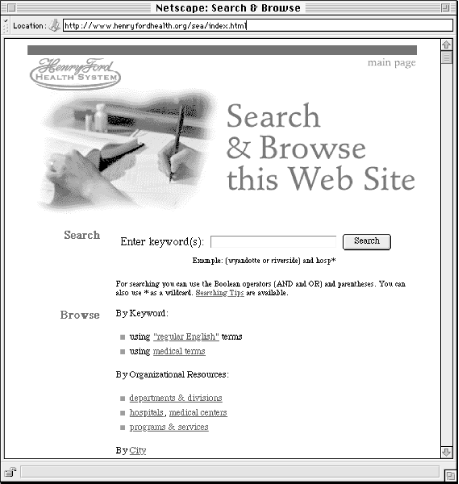 Netscape: Search & Browse
Location: http://www.henryfordhealth.org/sea/index.html
Henry Ford
HEALTH SYSTEM
main page
Search
& Browse
this Web Site
Search
Enter keyword(s):
Search
Example: (wyandotte or riverside) and hosp*
For searching you can use the Boolean operators (AND and OR) and parentheses. You can
also use * as a wildcard. Searching Tips are available.
Browse
By Keyword:
using "regular English" terms
using medical terms
By Organizational Resources:
departments & divisions
hospitals, medical centers
programs & services
By City